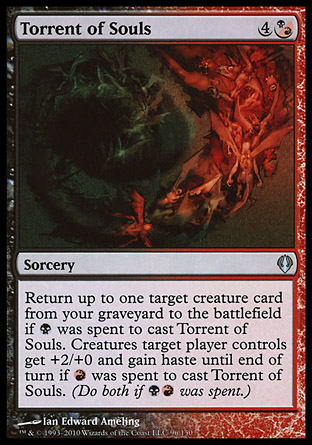 Torrent of Souls 4
Sorcery
Return up to one target creature card
from your graveyard to the battlefield
if was spent to cast Torrent of
Souls. Creatures target player controls
get +2/+0 and gain haste until end of
turn if was spent to cast Torrent of
Souls. (Do both if was spent.)
Ian Edward Ameling
™ & © 1993–2010 Wizards of the Coast LLC 96/150